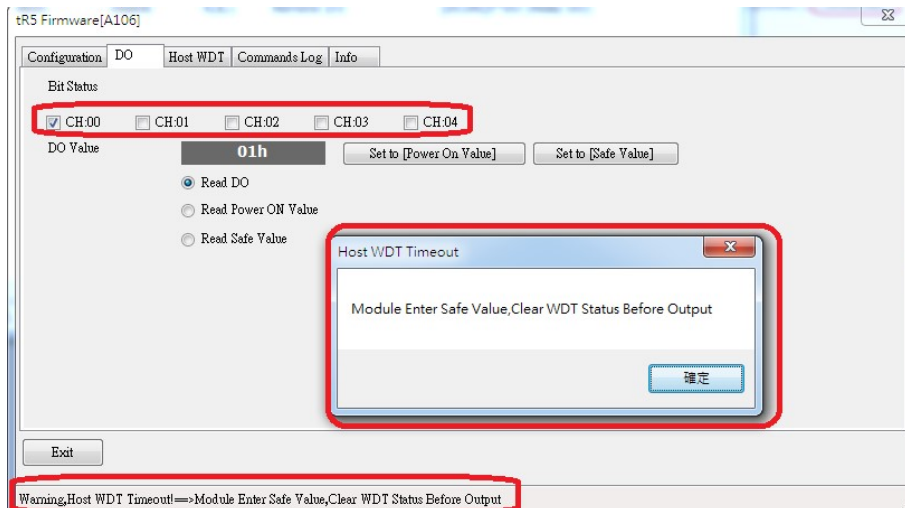 tR5 Firmware[A106]
Configuration DO Host WDT Commands Log Info
Bit Status
CH:00 CH:01 CH:02 CH:03 CH:04
DO Value 01h Set to [Power On Value] Set to [Safe Value]
Read DO
Read Power ON Value
Read Safe Value
Host WDT Timeout
Module Enter Safe Value,Clear WDT Status Before Output
確定
Exit
Warning,Host WDT Timeout!==>Module Enter Safe Value,Clear WDT Status Before Output